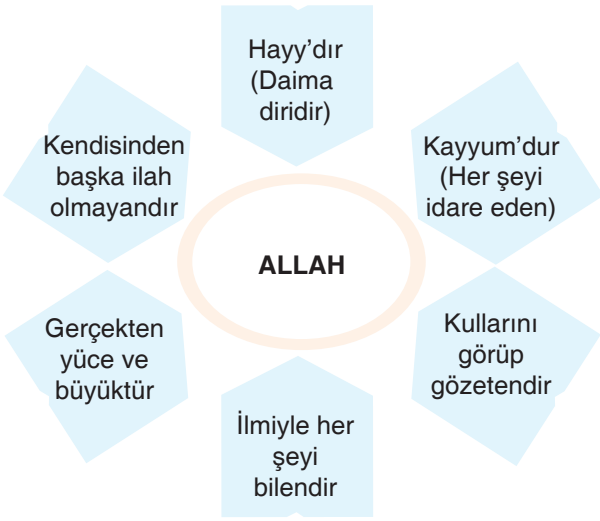 Hayy’dır
(Daima
diridir)
Kayyum’dur
(Her şeyi
idare eden)
Kullarını
görüp
gözetendir
İlmiyle her
şeyi
bilendir
Gerçekten
yüce ve
büyüktür
Kendisinden
başka ilah
olmayandır
ALLAH